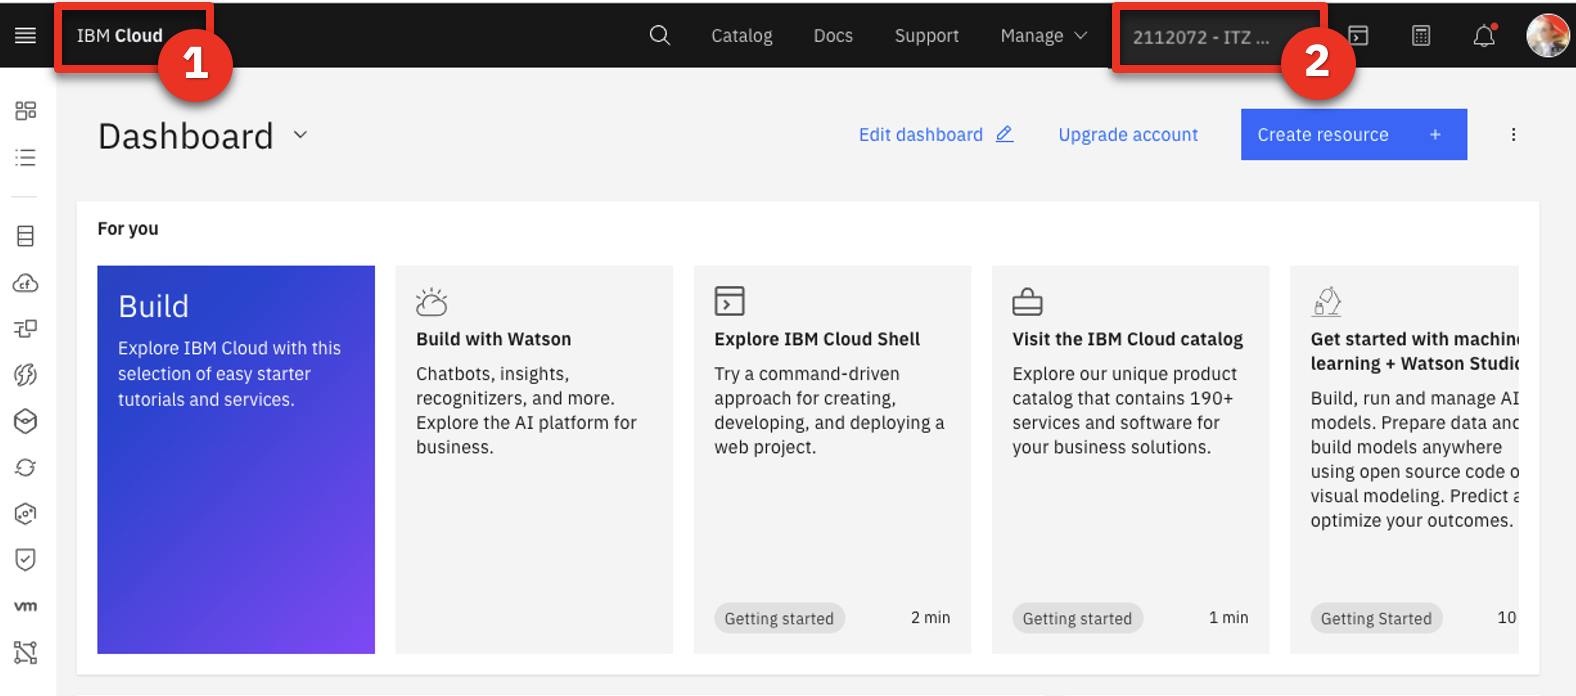 IBM Cloud
1
Catalog
Docs
Support
Manage
2112072 - ITZ ...
2
Dashboard
Edit dashboard
Upgrade account
Create resource +
For you
Build
Explore IBM Cloud with this
selection of easy starter
tutorials and services.
Build with Watson
Chatbots, insights,
recognitizers, and more.
Explore the AI platform for
business.
Explore IBM Cloud Shell
Try a command-driven
approach for creating,
developing, and deploying a
web project.
Getting started
2 min
Visit the IBM Cloud catalog
Explore our unique product
catalog that contains 190+
services and software for
your business solutions.
Getting started
1 min
Get started with machin
learning + Watson Studi
Build, run and manage AI
models. Prepare data and
build models anywhere
using open source code o
visual modeling. Predict a
optimize your outcomes.
Getting Started
10
cf
vm